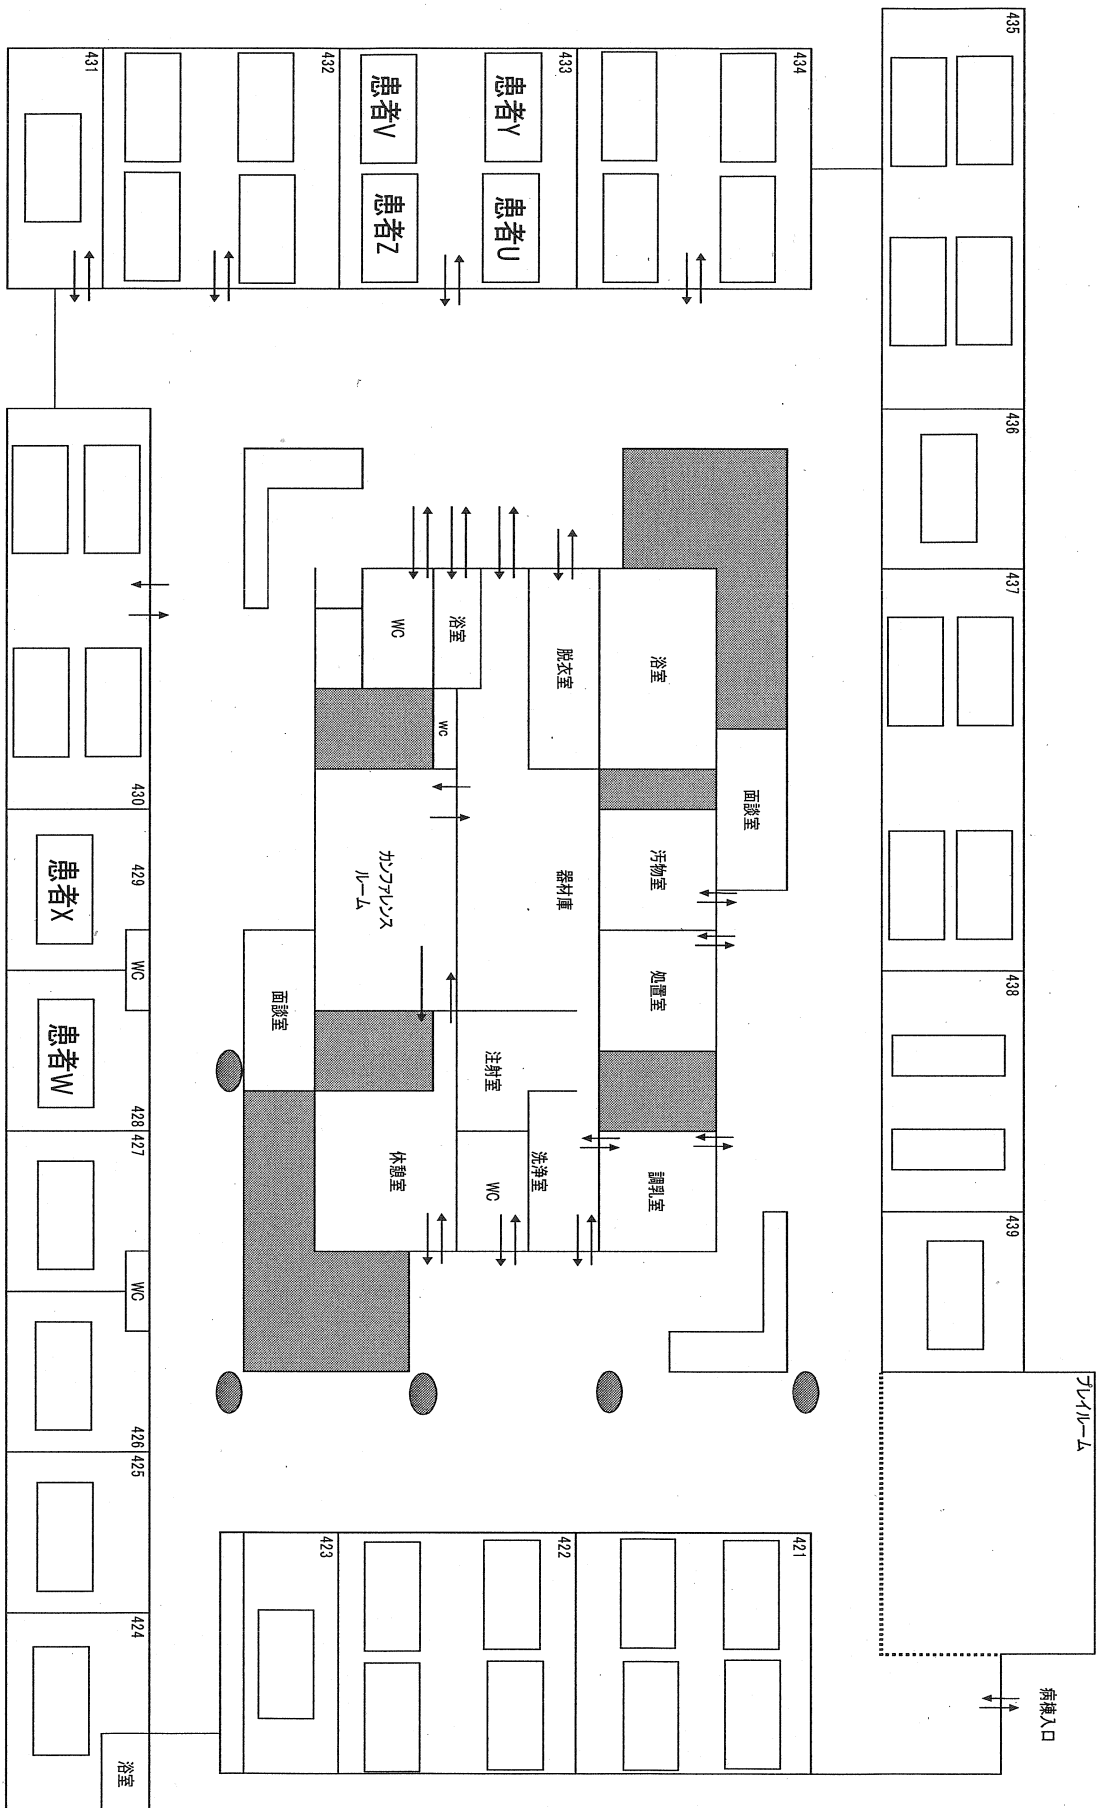 プレイルーム
病棟入口
435
436
437
438
439
434
421
面談室
浴室
汚物室
処置室
調乳室
433
脱衣室
器材庫
422
洗浄室
患者Y
患者U
注射室
WC
浴室
wc
WC
カンファレンス
ルーム
休憩室
患者V
患者Z
432
423
面談室
430
429
WC
428
427
WC
426
425
424
浴室
431
患者X
患者W